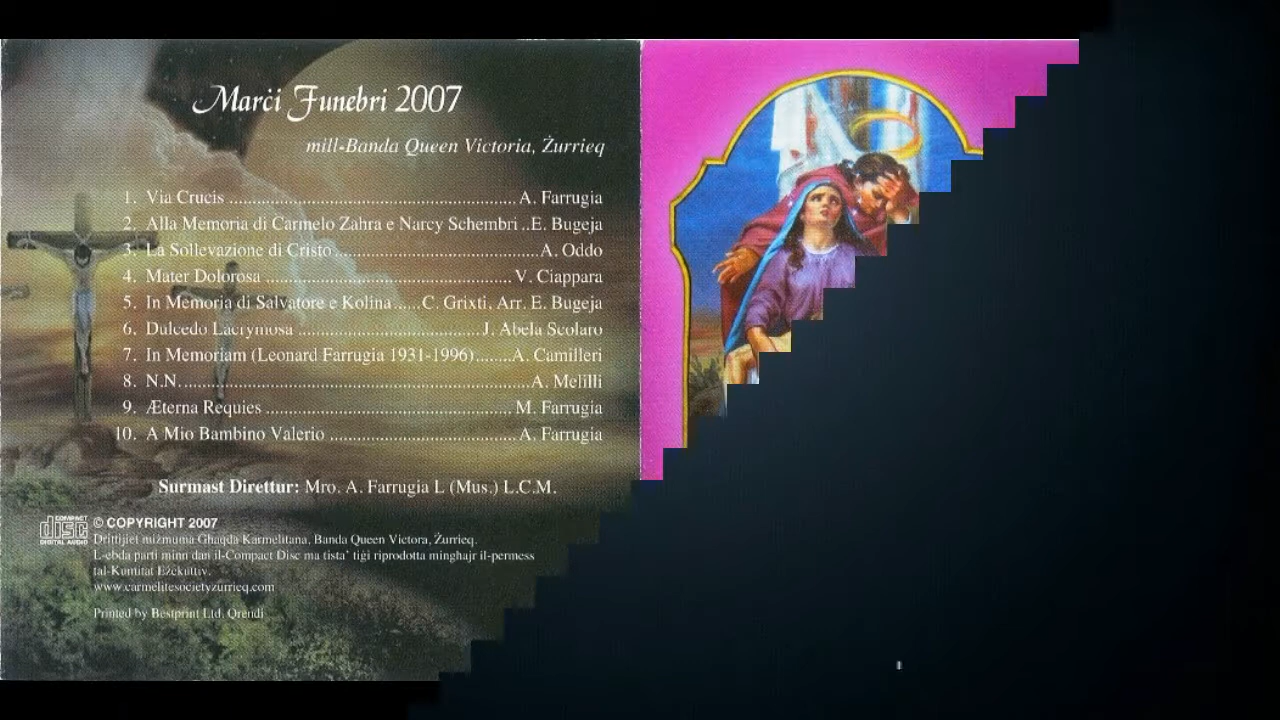 Marċi Funebri 2007
mill-Banda Queen Victoria, Żurrieq
1. Via Crucis ........................................................ A. Farrugia
2. Alla Memoria di Carmelo Zahra e Narcy Schembri ..E. Bugeja
3. La Sollevazione di Cristo........................................ A. Oddo
4. Mater Dolorosa ................................................ V. Ciappara
5. In Memoria di Salvatore e Kolina......C. Grixti, Arr. E. Bugeja
6. Dulcedo Lacrymosa ...................................J. Abela Scolaro
7. In Memoriam (Leonard Farrugia 1931-1996)........A. Camilleri
8. N.N. ..................................................................A. Melilli
9. Æterna Requies ................................................ M. Farrugia
10. A Mio Bambino Valerio ..................................... A. Farrugia
Surmast Direttur: Mro. A. Farrugia L (Mus.) L.C.M.
COMPACT disc DIGITAL AUDIO
© COPYRIGHT 2007
Drittijiet miżmuma Għaqda Karmelitana, Banda Queen Victora, Żurrieq.
L-ebda parti minn dan il-Compact Disc ma tista' tiġi riprodotta mingħajr il-permess
tal-Kumitat Eżekuttiv.
www.carmelitesocietyzurrieq.com
Printed by Bestprint Ltd. Qrendi